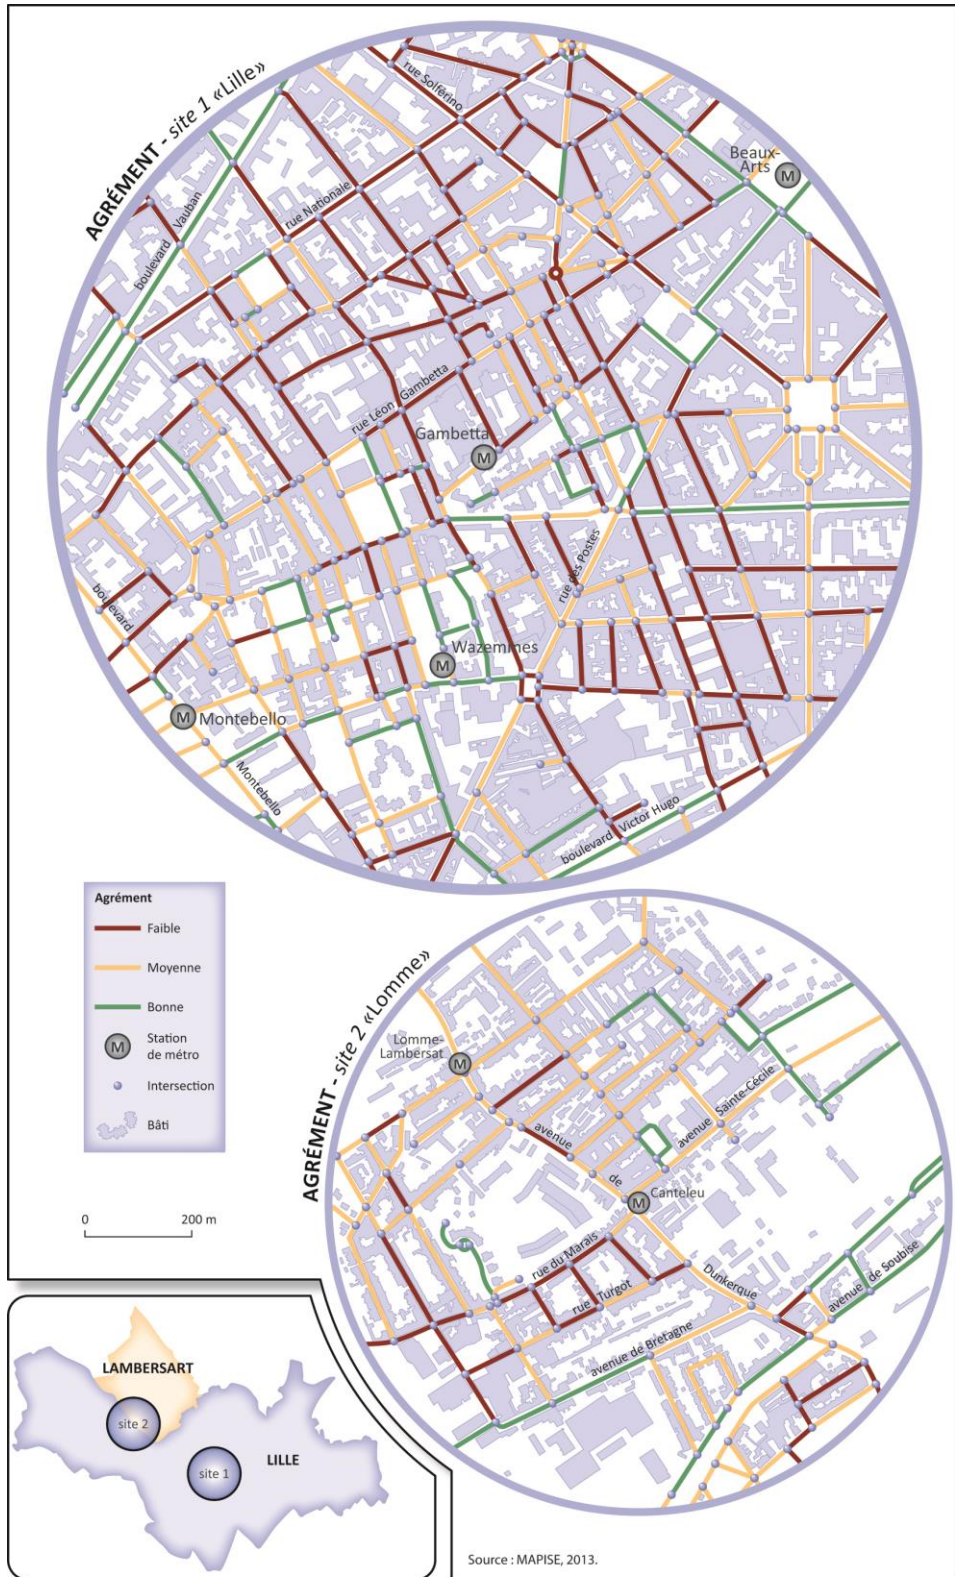 AGRÉMENT - site 1 «Lille»
rue Solférino
Beaux-
Arts
M
boulevard Vauban
rue Nationale
rue Léon Gambetta
Gambetta
M
rue des Postes
boulevard
Montebello
Wazemmes
M
M
Montebello
boulevard Victor Hugo
Agrément
Faible
Moyenne
Bonne
M
Station
de métro
Intersection
Bâti
0 200 m
AGRÉMENT - site 2 «Lomme»
Lomme-
Lambersat
M
avenue
de
Dunkerque
avenue Sainte-Cécile
M
Canteleu
rue du Marais
rue Turgot
avenue de Bretagne
avenue de Soubise
LAMBERSART
site 2
LILLE
site 1
Source : MAPISE, 2013.